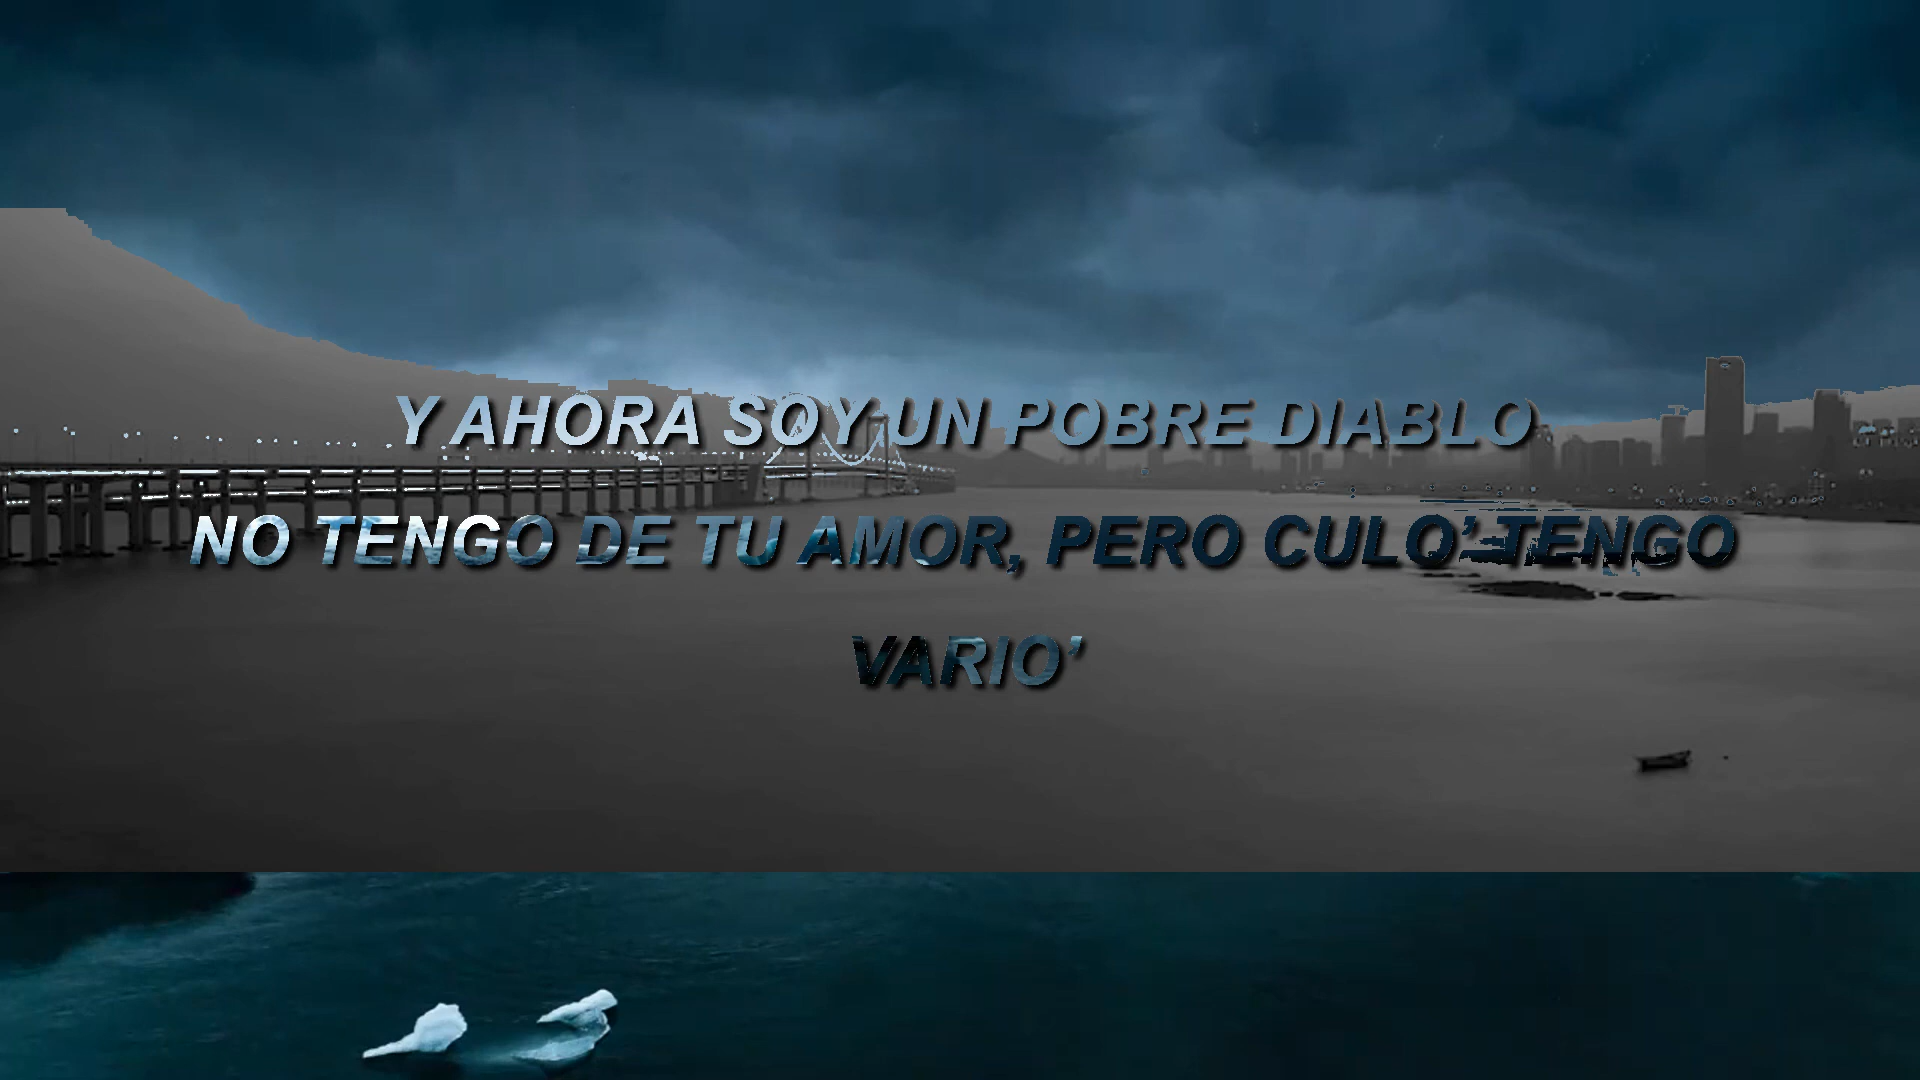 Y AHORA SOY UN POBRE DIABLO
NO TENGO DE TU AMOR, PERO CULO’ TENGO
VARIO’